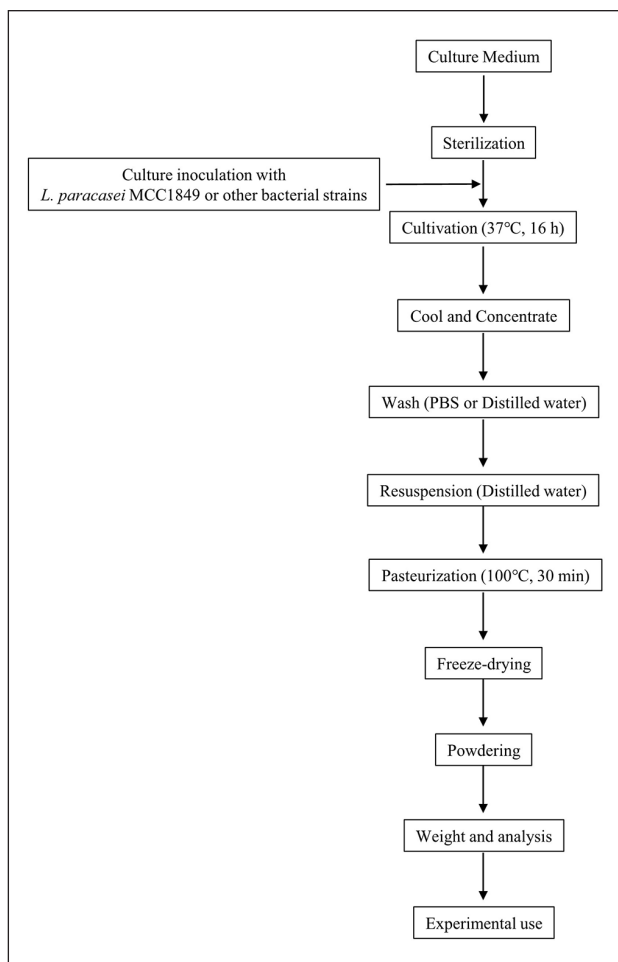 Culture Medium
Sterilization
Culture inoculation with
L. paracasei MCC1849 or other bacterial strains
Cultivation (37℃, 16 h)
Cool and Concentrate
Wash (PBS or Distilled water)
Resuspension (Distilled water)
Pasteurization (100℃, 30 min)
Freeze-drying
Powdering
Weight and analysis
Experimental use